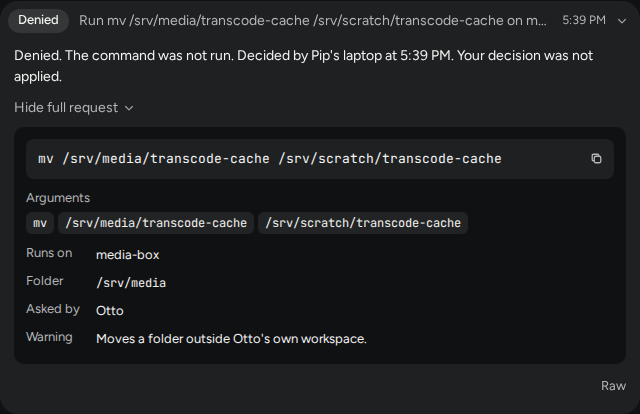 Denied Run mv /srv/media/transcode-cache /srv/scratch/transcode-cache on m... 5:39 PM
Denied. The command was not run. Decided by Pip's laptop at 5:39 PM. Your decision was not
applied.
Hide full request
mv /srv/media/transcode-cache /srv/scratch/transcode-cache
Arguments
mv /srv/media/transcode-cache /srv/scratch/transcode-cache
Runs on media-box
Folder /srv/media
Asked by Otto
Warning Moves a folder outside Otto's own workspace.
Raw